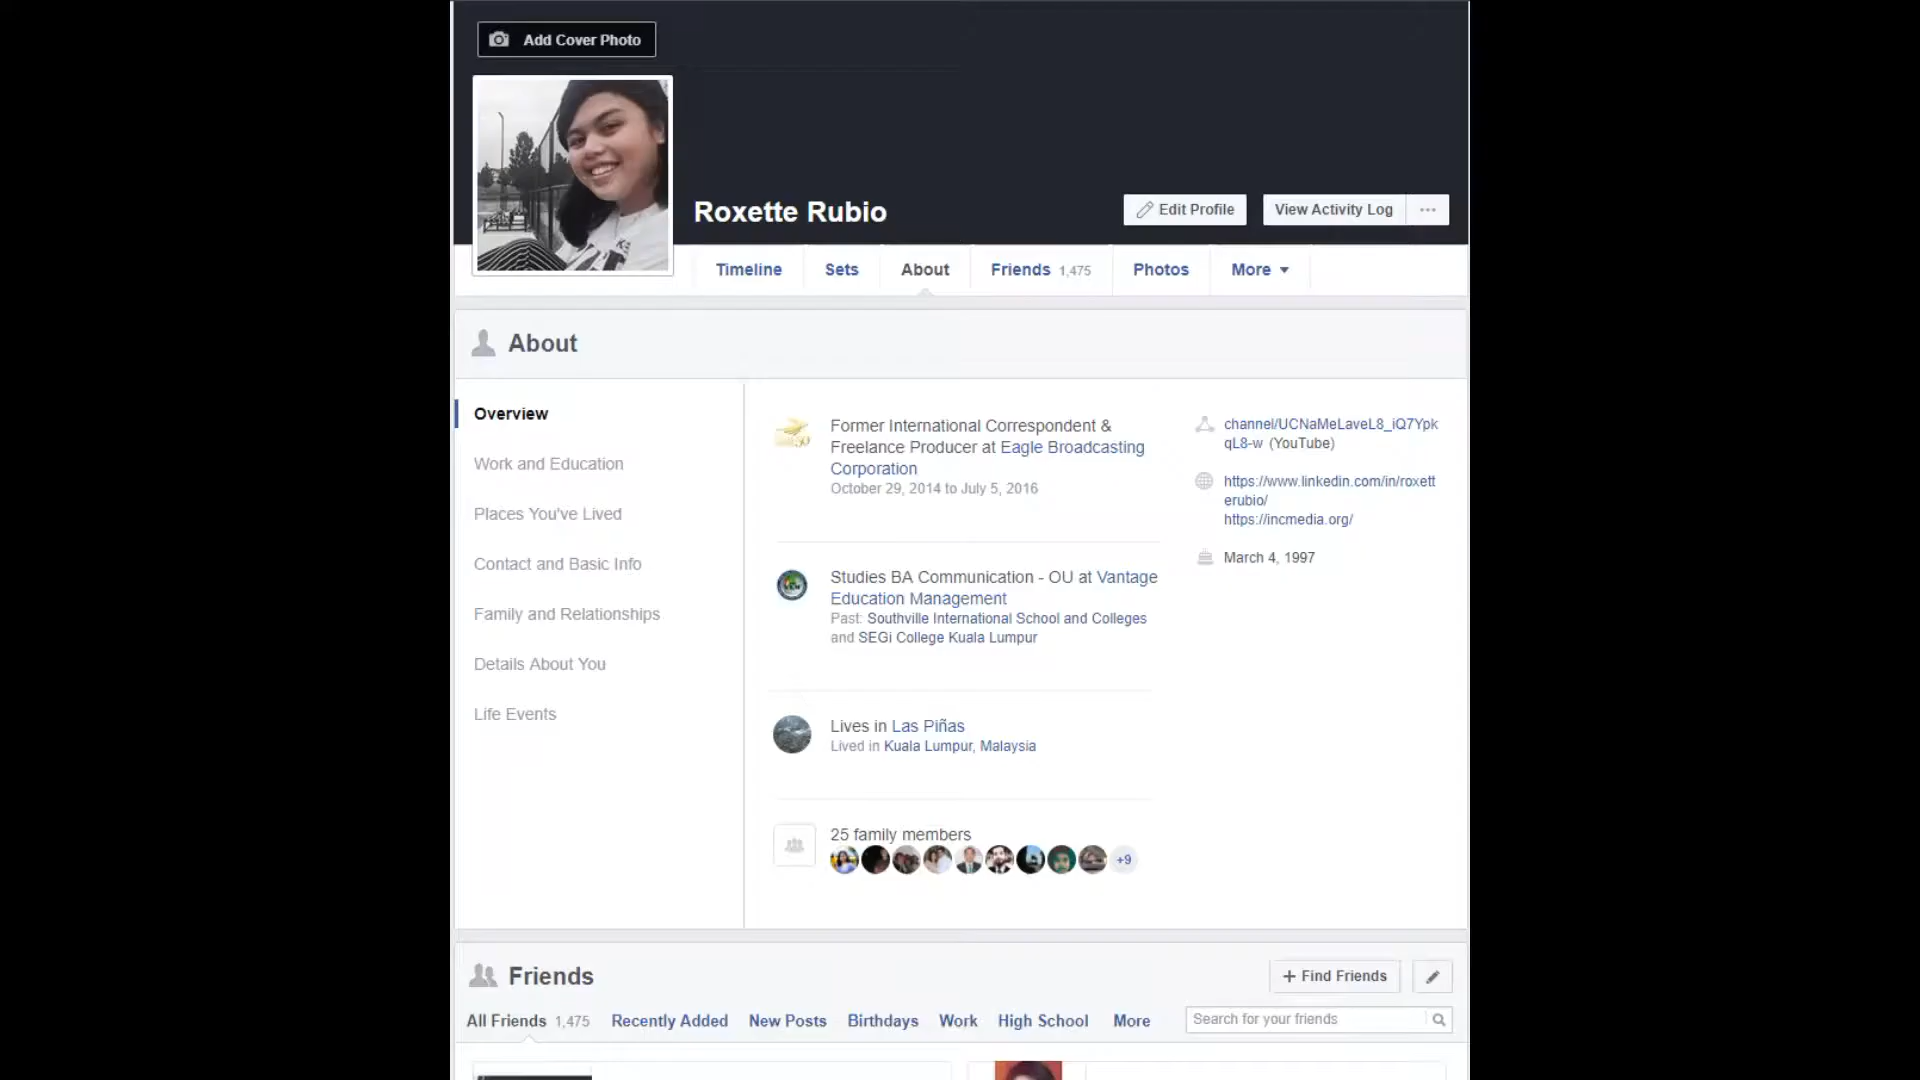 Add Cover Photo
Roxette Rubio
Edit Profile
View Activity Log
Timeline
Sets
About
Friends 1,475
Photos
More
About
Overview
Work and Education
Places You've Lived
Contact and Basic Info
Family and Relationships
Details About You
Life Events
Former International Correspondent &
Freelance Producer at Eagle Broadcasting
Corporation
October 29, 2014 to July 5, 2016
Studies BA Communication - OU at Vantage
Education Management
Past: Southville International School and Colleges
and SEGi College Kuala Lumpur
Lives in Las Piñas
Lived in Kuala Lumpur, Malaysia
25 family members
+9
channel/UCNaMeLaveL8_iQ7Ypk
qL8-w (YouTube)
https://www.linkedin.com/in/roxett
erubio/
https://incmedia.org/
March 4, 1997
Friends
+ Find Friends
All Friends 1,475
Recently Added
New Posts
Birthdays
Work
High School
More
Search for your friends